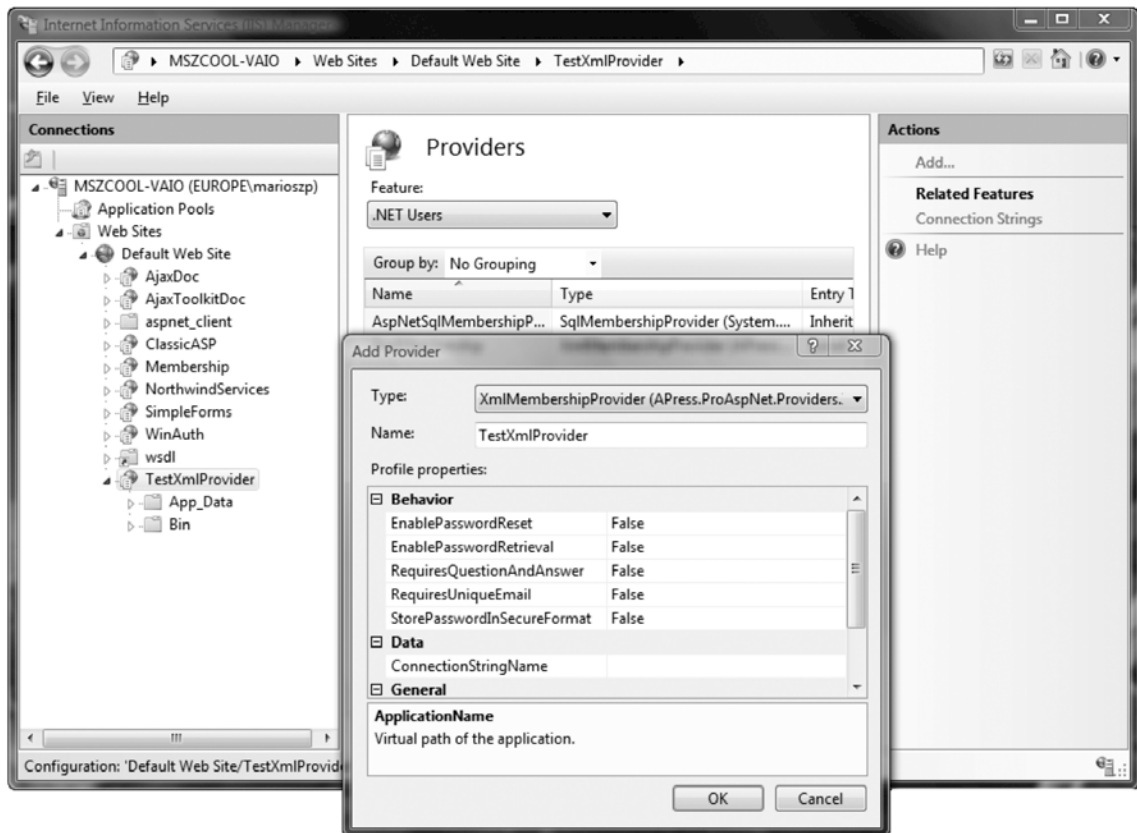 Internet Information Services (IIS) Manager
MSZCOOL-VAIO Web Sites Default Web Site TestXmlProvider
File View Help
Connections
MSZCOOL-VAIO (EUROPE\marioszp)
Application Pools
Web Sites
Default Web Site
AjaxDoc
AjaxToolkitDoc
aspnet_client
ClassicASP
Membership
NorthwindServices
SimpleForms
WinAuth
wsdl
TestXmlProvider
App_Data
Bin
Providers
Feature:
.NET Users
Group by: No Grouping
Name Type Entry T
AspNetSqlMembershipP... SqlMembershipProvider (System.... Inherit
Actions
Add...
Related Features
Connection Strings
Help
Add Provider
Type: XmlMembershipProvider (APress.ProAspNet.Providers.
Name: TestXmlProvider
Profile properties:
Behavior
EnablePasswordReset False
EnablePasswordRetrieval False
RequiresQuestionAndAnswer False
RequiresUniqueEmail False
StorePasswordInSecureFormat False
Data
ConnectionStringName
General
ApplicationName
Virtual path of the application.
OK Cancel
Configuration: 'Default Web Site/TestXmlProvide